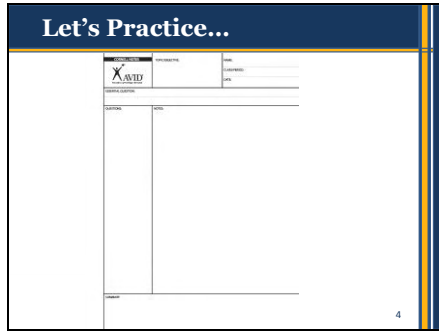 Let's Practice...
CORNELL NOTES
TOPIC/OBJECTIVE:
NAME:
CLASS/PERIOD:
DATE:
AVID
ESSENTIAL QUESTION:
QUESTIONS:
NOTES:
SUMMARY:
4